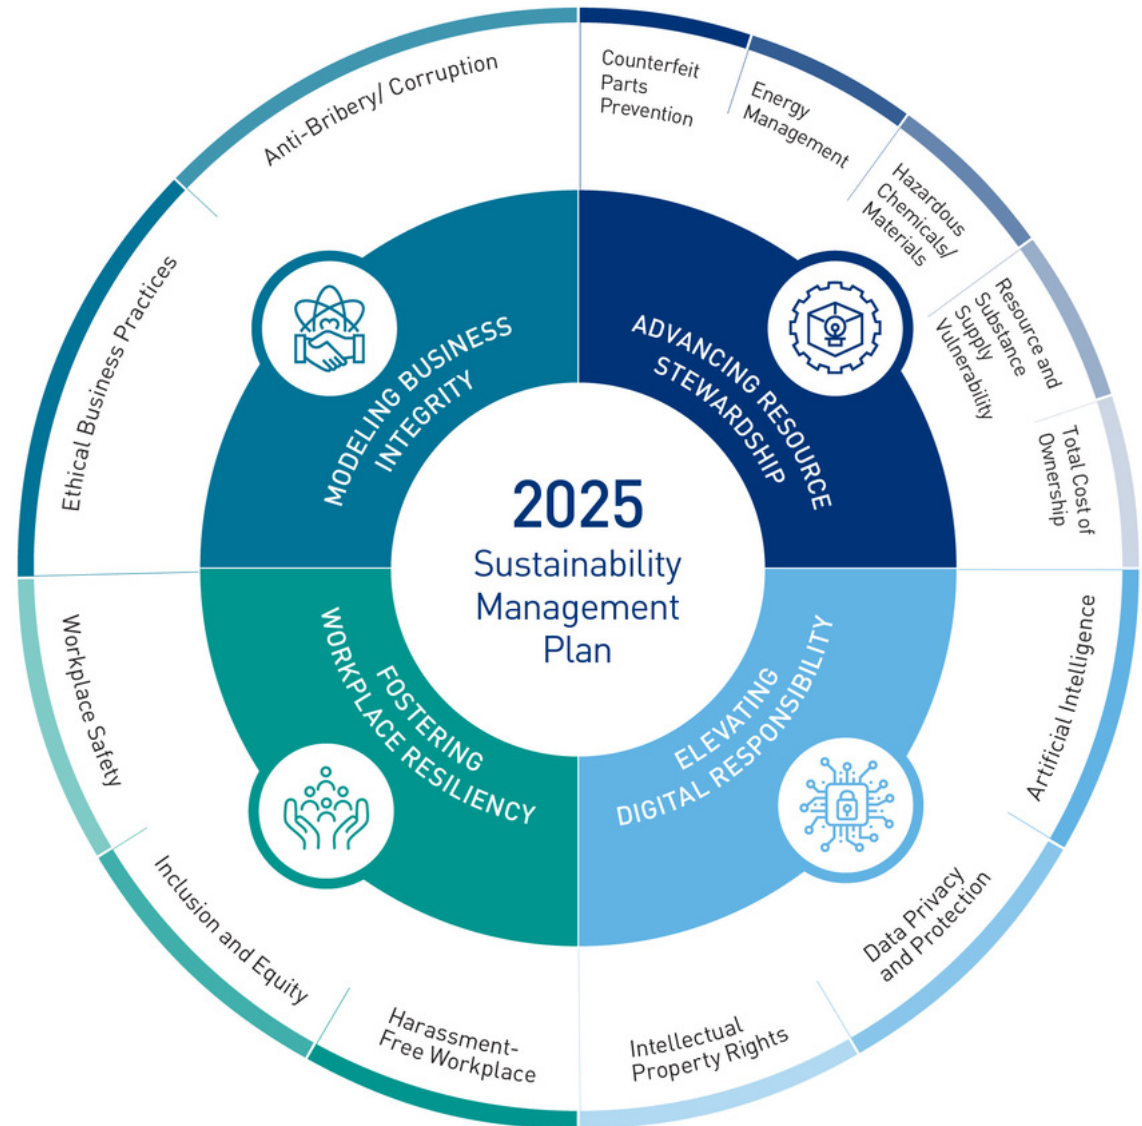 2025
Sustainability
Management
Plan
MODELING BUSINESS
INTEGRITY
Anti-Bribery/ Corruption
Ethical Business Practices
ADVANCING RESOURCE
STEWARDSHIP
Counterfeit
Parts
Prevention
Energy
Management
Hazardous
Chemicals/
Materials
Resource and
Substance
Supply
Vulnerability
Total Cost of
Ownership
ELEVATING
DIGITAL RESPONSIBILITY
Artificial Intelligence
Data Privacy
and Protection
Intellectual
Property Rights
FOSTERING
WORKPLACE RESILIENCY
Harassment-
Free Workplace
Inclusion and Equity
Workplace Safety